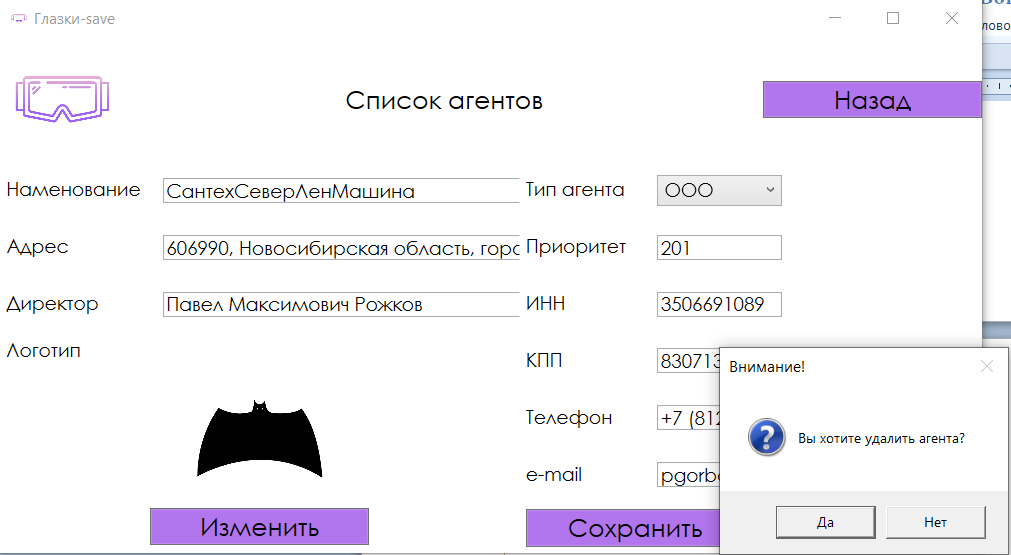 Глазки-save
лово
Список агентов
Назад
Наменование
СантехСеверЛенМашина
Тип агента
ООО
Адрес
606990, Новосибирская область, горо
Приоритет
201
Директор
Павел Максимович Рожков
ИНН
3506691089
Логотип
КПП
830713
Телефон
+7 (812
e-mail
pgorb
Изменить
Сохранить
Внимание!
Вы хотите удалить агента?
Да
Нет